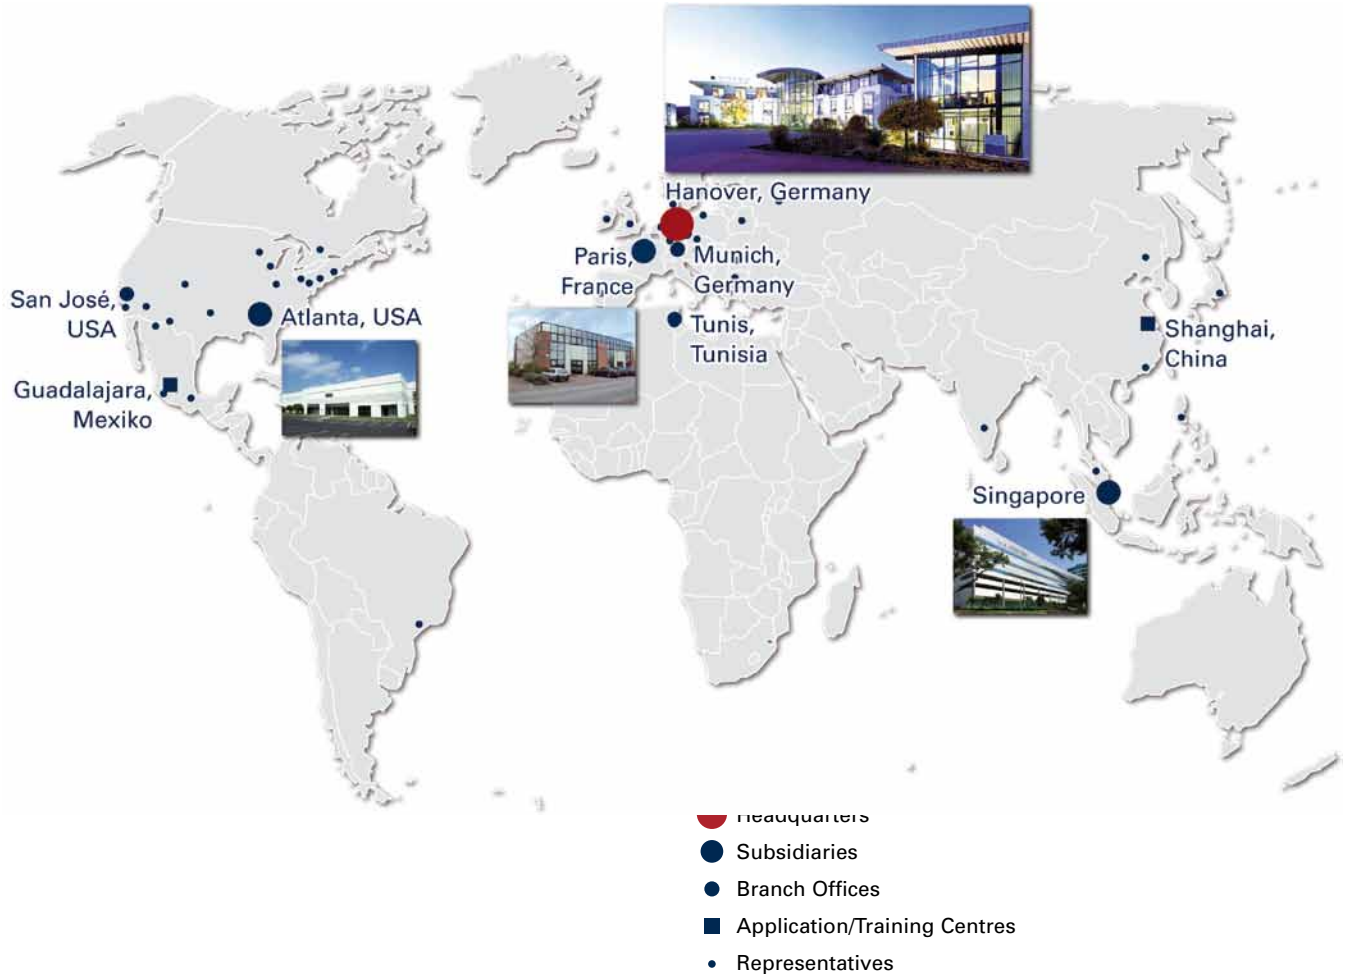 Hanover, Germany
Paris,
France
Munich,
Germany
San José,
USA
Atlanta, USA
Tunis,
Tunisia
Shanghai,
China
Guadalajara,
Mexiko
Singapore
Headquarters
Subsidiaries
Branch Offices
Application/Training Centres
Representatives